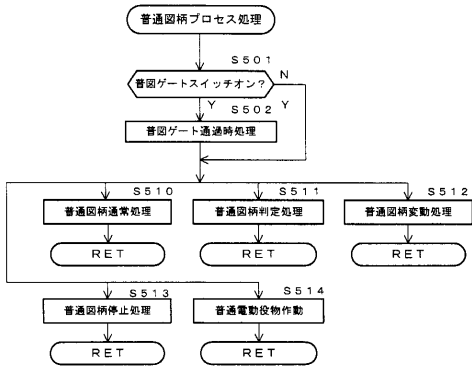 普通図柄プロセス処理
S501
普図ゲートスイッチオン?
N
Y
Y
S502
普図ゲート通過時処理
S510
S511
S512
普通図柄通常処理
普通図柄判定処理
普通図柄変動処理
RET
RET
RET
S513
S514
普通図柄停止処理
普通電動役物作動
RET
RET